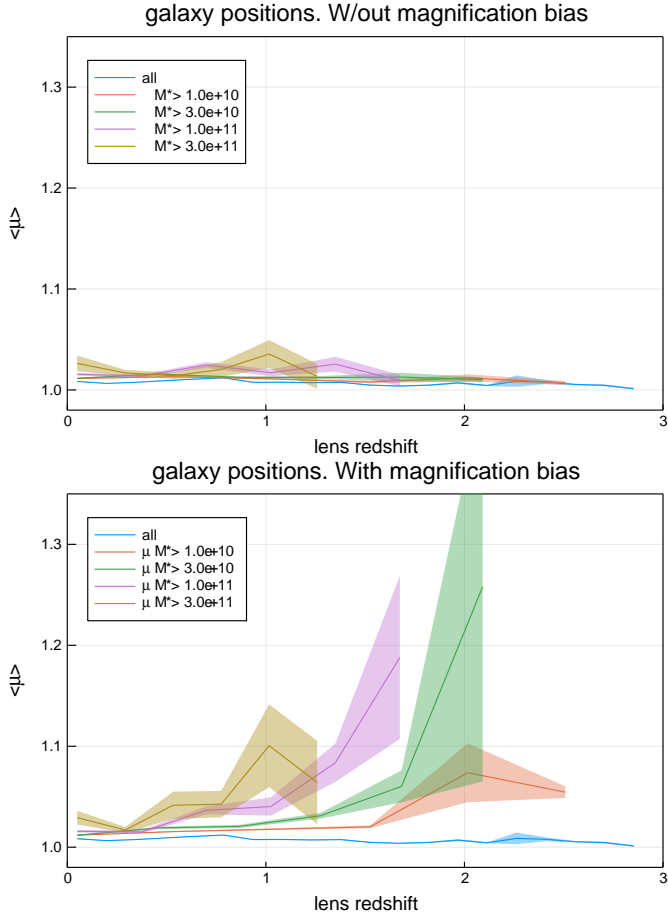 galaxy positions. W/out magnification bias
1.3
1.2
1.1
1.0
<µ>
all
M*> 1.0e+10
M*> 3.0e+10
M*> 1.0e+11
M*> 3.0e+11
0 1 2 3
lens redshift
galaxy positions. With magnification bias
1.3
1.2
1.1
1.0
<µ>
all
µ M*> 1.0e+10
µ M*> 3.0e+10
µ M*> 1.0e+11
µ M*> 3.0e+11
0 1 2 3
lens redshift